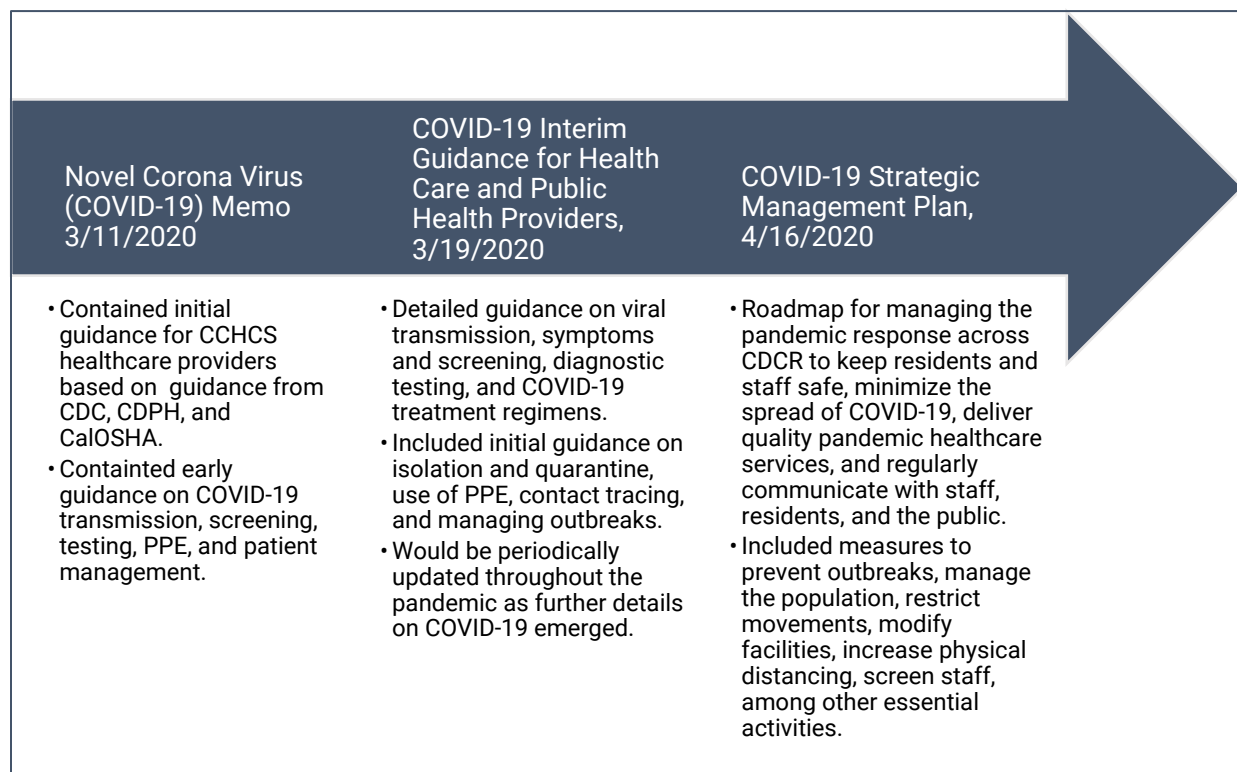 Novel Corona Virus
(COVID-19) Memo
3/11/2020
• Contained initial
guidance for CCHCS
healthcare providers
based on  guidance from
CDC, CDPH, and
CalOSHA.
• Containted early
guidance on COVID-19
transmission, screening,
testing, PPE, and patient
management.
COVID-19 Interim
Guidance for Health
Care and Public
Health Providers,
3/19/2020
• Detailed guidance on viral
transmission, symptoms
and screening, diagnostic
testing, and COVID-19
treatment regimens.
• Included initial guidance on
isolation and quarantine,
use of PPE, contact tracing,
and managing outbreaks.
• Would be periodically
updated throughout the
pandemic as further details
on COVID-19 emerged.
COVID-19 Strategic
Management Plan,
4/16/2020
• Roadmap for managing the
pandemic response across
CDCR to keep residents and
staff safe, minimize the
spread of COVID-19, deliver
quality pandemic healthcare
services, and regularly
communicate with staff,
residents, and the public.
• Included measures to
prevent outbreaks, manage
the population, restrict
movements, modify
facilities, increase physical
distancing, screen staff,
among other essential
activities.